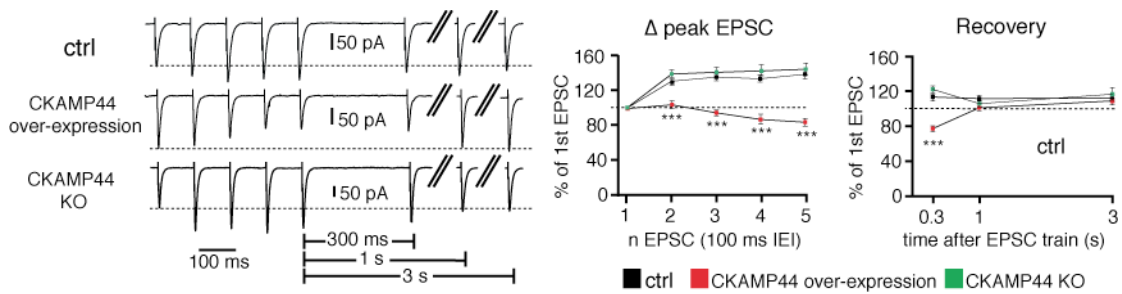 ctrl
50 pA
CKAMP44
over-expression
50 pA
CKAMP44
KO
50 pA
100 ms
300 ms
1 s
3 s
Δ peak EPSC
% of 1st EPSC
160
120
80
40
0
***
***
***
***
1 2 3 4 5
n EPSC (100 ms IEI)
Recovery
% of 1st EPSC
160
120
80
40
0
***
ctrl
0.3 1 3
time after EPSC train (s)
ctrl CKAMP44 over-expression CKAMP44 KO